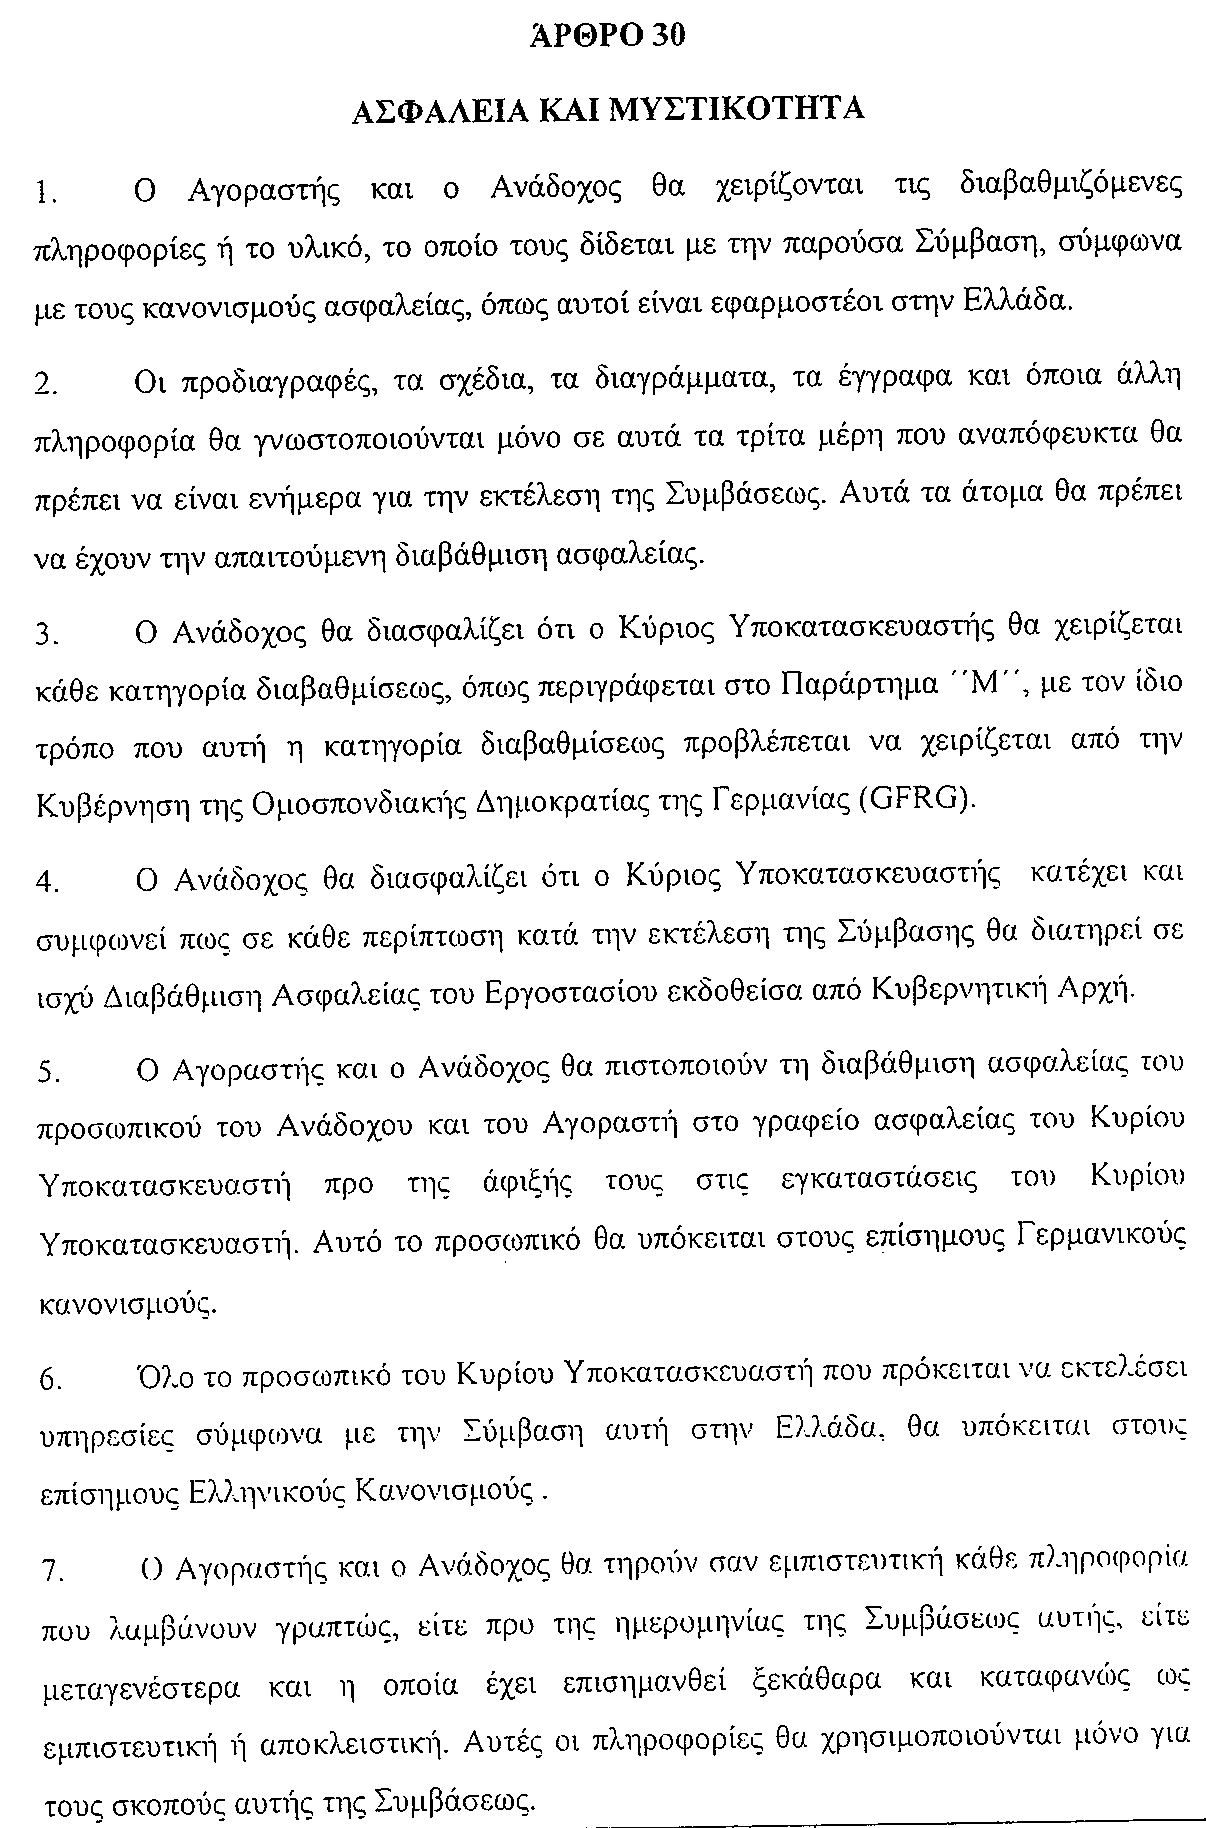 ΆΡΘΡΟ 30
ΑΣΦΑΛΕΙΑ ΚΑΙ ΜΥΣΤΙΚΟΤΗΤΑ
1. Ο Αγοραστής και ο Ανάδοχος θα χειρίζονται τις διαβαθμιζόμενες
πληροφορίες ή το υλικό, το οποίο τους δίδεται με την παρούσα Σύμβαση, σύμφωνα
με τους κανονισμούς ασφαλείας, όπως αυτοί είναι εφαρμοστέοι στην Ελλάδα.
2. Οι προδιαγραφές, τα σχέδια, τα διαγράμματα, τα έγγραφα και όποια άλλη
πληροφορία θα γνωστοποιούνται μόνο σε αυτά τα τρίτα μέρη που αναπόφευκτα θα
πρέπει να είναι ενήμερα για την εκτέλεση της Συμβάσεως. Αυτά τα άτομα θα πρέπει
να έχουν την απαιτούμενη διαβάθμιση ασφαλείας.
3. Ο Ανάδοχος θα διασφαλίζει ότι ο Κύριος Υποκατασκευαστής θα χειρίζεται
κάθε κατηγορία διαβαθμίσεως, όπως περιγράφεται στο Παράρτημα ΄΄Μ΄΄, με τον ίδιο
τρόπο που αυτή η κατηγορία διαβαθμίσεως προβλέπεται να χειρίζεται από την
Κυβέρνηση της Ομοσπονδιακής Δημοκρατίας της Γερμανίας (GFRG).
4. Ο Ανάδοχος θα διασφαλίζει ότι ο Κύριος Υποκατασκευαστής κατέχει και
συμφωνεί πως σε κάθε περίπτωση κατά την εκτέλεση της Σύμβασης θα διατηρεί σε
ισχύ Διαβάθμιση Ασφαλείας του Εργοστασίου εκδοθείσα από Κυβερνητική Αρχή.
5. Ο Αγοραστής και ο Ανάδοχος θα πιστοποιούν τη διαβάθμιση ασφαλείας του
προσωπικού του Ανάδοχου και του Αγοραστή στο γραφείο ασφαλείας του Κυρίου
Υποκατασκευαστή προ της άφιξής τους στις εγκαταστάσεις του Κυρίου
Υποκατασκευαστή. Αυτό το προσωπικό θα υπόκειται στους επίσημους Γερμανικούς
κανονισμούς.
6. Όλο το προσωπικό του Κυρίου Υποκατασκευαστή που πρόκειται να εκτελέσει
υπηρεσίες σύμφωνα με την Σύμβαση αυτή στην Ελλάδα, θα υπόκειται στους
επίσημους Ελληνικούς Κανονισμούς .
7. Ο Αγοραστής και ο Ανάδοχος θα τηρούν σαν εμπιστευτική κάθε πληροφορία
που λαμβάνουν γραπτώς, είτε προ της ημερομηνίας της Συμβάσεως αυτής, είτε
μεταγενέστερα και η οποία έχει επισημανθεί ξεκάθαρα και καταφανώς ως
εμπιστευτική ή αποκλειστική. Αυτές οι πληροφορίες θα χρησιμοποιούνται μόνο για
τους σκοπούς αυτής της Συμβάσεως.